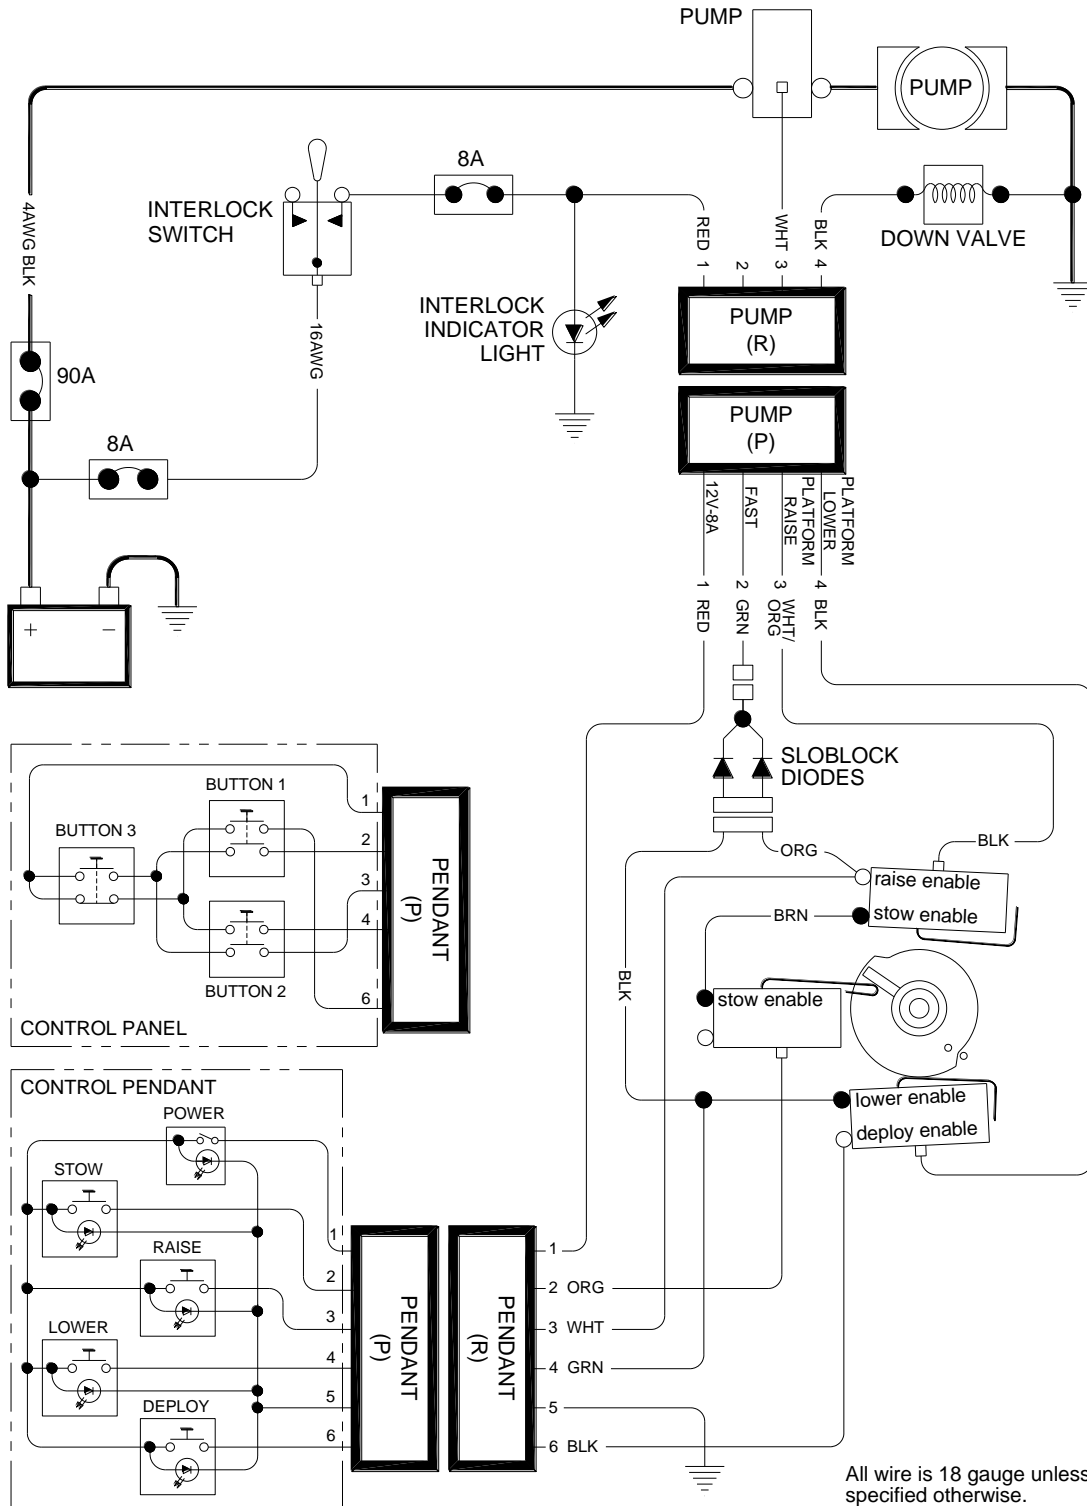 PUMP
PUMP
8A
INTERLOCK
SWITCH
4AWG BLK
RED
1
2
WHT
3
BLK
4
DOWN VALVE
INTERLOCK
INDICATOR
LIGHT
16AWG
PUMP
(R)
90A
8A
PUMP
(P)
12V-8A
FAST
PLATFORM
RAISE
PLATFORM
LOWER
1
RED
2
GRN
3
WHT/
ORG
4
BLK
+
−
SLOBLOCK
DIODES
BUTTON 1
BUTTON 3
BUTTON 2
1
2
3
4
6
PENDANT
(P)
CONTROL PANEL
ORG
BLK
raise enable
stow enable
BRN
BLK
stow enable
lower enable
deploy enable
CONTROL PENDANT
POWER
STOW
RAISE
LOWER
DEPLOY
1
2
3
4
5
6
PENDANT
(P)
PENDANT
(R)
1
2 ORG
3 WHT
4 GRN
5
6 BLK
All wire is 18 gauge unless
specified otherwise.